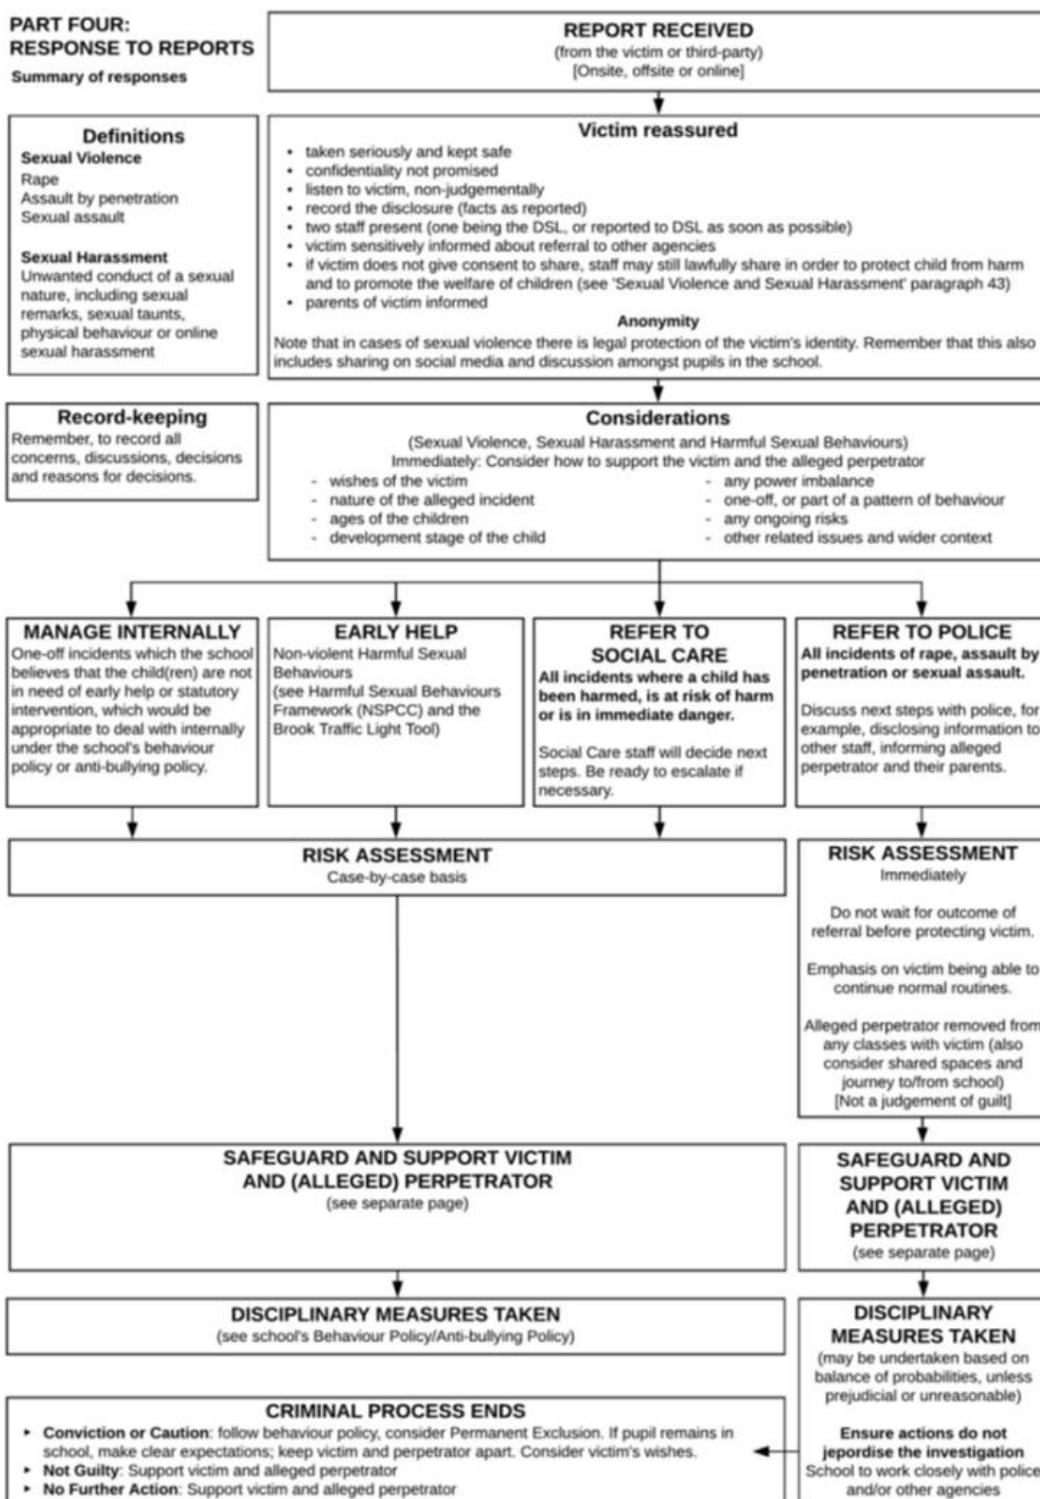 PART FOUR:
RESPONSE TO REPORTS
Summary of responses
REPORT RECEIVED
(from the victim or third-party)
[Onsite, offsite or online]
Definitions
Sexual Violence
Rape
Assault by penetration
Sexual assault
Sexual Harassment
Unwanted conduct of a sexual
nature, including sexual
remarks, sexual taunts,
physical behaviour or online
sexual harassment
Victim reassured
• taken seriously and kept safe
• confidentiality not promised
• listen to victim, non-judgementally
• record the disclosure (facts as reported)
• two staff present (one being the DSL, or reported to DSL as soon as possible)
• victim sensitively informed about referral to other agencies
• if victim does not give consent to share, staff may still lawfully share in order to protect child from harm
and to promote the welfare of children (see 'Sexual Violence and Sexual Harassment' paragraph 43)
• parents of victim informed
Anonymity
Note that in cases of sexual violence there is legal protection of the victim's identity. Remember that this also
includes sharing on social media and discussion amongst pupils in the school.
Record-keeping
Remember, to record all
concerns, discussions, decisions
and reasons for decisions.
Considerations
(Sexual Violence, Sexual Harassment and Harmful Sexual Behaviours)
Immediately: Consider how to support the victim and the alleged perpetrator
- wishes of the victim
- nature of the alleged incident
- ages of the children
- development stage of the child
- any power imbalance
- one-off, or part of a pattern of behaviour
- any ongoing risks
- other related issues and wider context
MANAGE INTERNALLY
One-off incidents which the school
believes that the child(ren) are not
in need of early help or statutory
intervention, which would be
appropriate to deal with internally
under the school's behaviour
policy or anti-bullying policy.
EARLY HELP
Non-violent Harmful Sexual
Behaviours
(see Harmful Sexual Behaviours
Framework (NSPCC) and the
Brook Traffic Light Tool)
REFER TO
SOCIAL CARE
All incidents where a child has
been harmed, is at risk of harm
or is in immediate danger.
Social Care staff will decide next
steps. Be ready to escalate if
necessary.
REFER TO POLICE
All incidents of rape, assault by
penetration or sexual assault.
Discuss next steps with police, for
example, disclosing information to
other staff, informing alleged
perpetrator and their parents.
RISK ASSESSMENT
Case-by-case basis
RISK ASSESSMENT
Immediately
Do not wait for outcome of
referral before protecting victim.
Emphasis on victim being able to
continue normal routines.
Alleged perpetrator removed from
any classes with victim (also
consider shared spaces and
journey to/from school)
[Not a judgement of guilt]
SAFEGUARD AND SUPPORT VICTIM
AND (ALLEGED) PERPETRATOR
(see separate page)
SAFEGUARD AND
SUPPORT VICTIM
AND (ALLEGED)
PERPETRATOR
(see separate page)
DISCIPLINARY MEASURES TAKEN
(see school's Behaviour Policy/Anti-bullying Policy)
DISCIPLINARY
MEASURES TAKEN
(may be undertaken based on
balance of probabilities, unless
prejudicial or unreasonable)
Ensure actions do not
jepordise the investigation
School to work closely with police
and/or other agencies
CRIMINAL PROCESS ENDS
▸ Conviction or Caution: follow behaviour policy, consider Permanent Exclusion. If pupil remains in
school, make clear expectations; keep victim and perpetrator apart. Consider victim's wishes.
▸ Not Guilty: Support victim and alleged perpetrator
▸ No Further Action: Support victim and alleged perpetrator